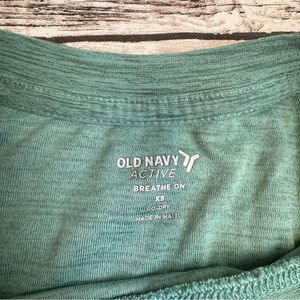 OLD NAVY
ACTIVE
BREATHE ON
XS
GO-DRY
MADE IN HAITI